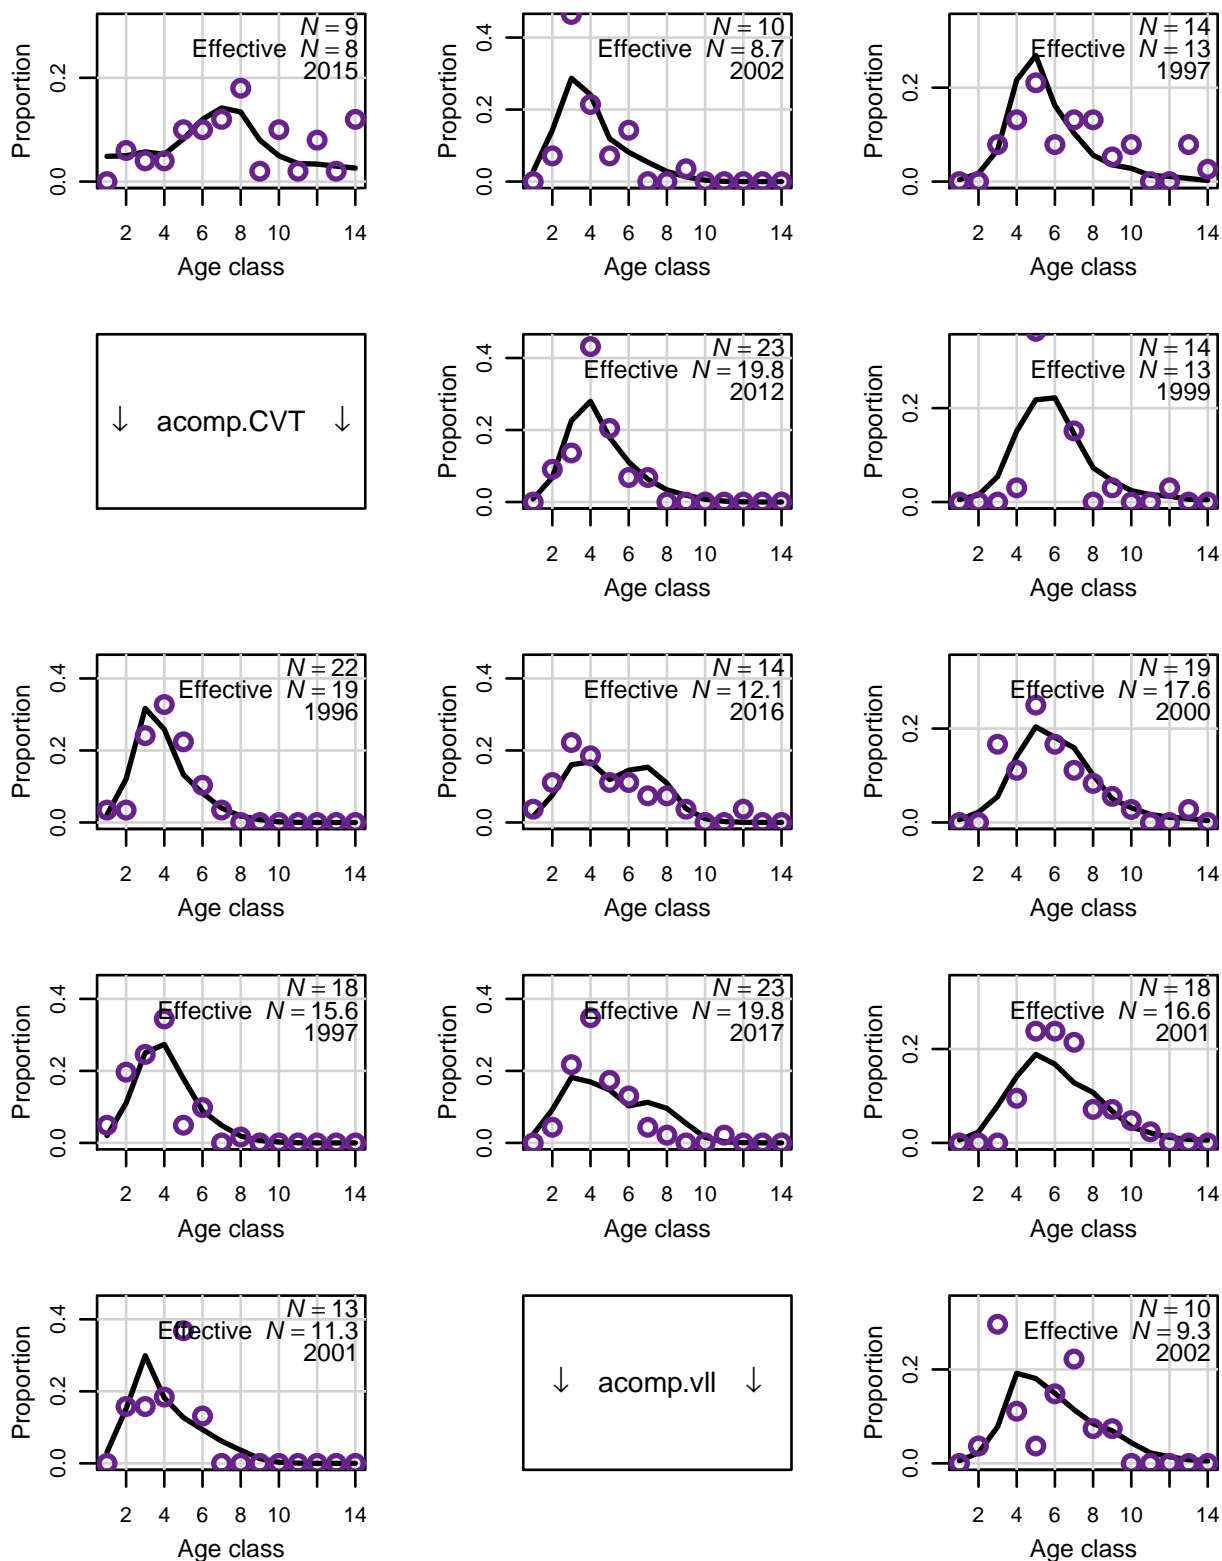 N = 9
Effective N = 8
2015
Proportion
0.0
0.2
2 4 6 8 10 14
Age class
N = 10
Effective N = 8.7
2002
Proportion
0.0
0.2
0.4
2 4 6 8 10 14
Age class
N = 14
Effective N = 13
1997
Proportion
0.0
0.2
2 4 6 8 10 14
Age class
↓ acomp.CVT ↓
N = 23
Effective N = 19.8
2012
Proportion
0.0
0.2
0.4
2 4 6 8 10 14
Age class
N = 14
Effective N = 13
1999
Proportion
0.0
0.2
2 4 6 8 10 14
Age class
N = 22
Effective N = 19
1996
Proportion
0.0
0.2
0.4
2 4 6 8 10 14
Age class
N = 14
Effective N = 12.1
2016
Proportion
0.0
0.2
0.4
2 4 6 8 10 14
Age class
N = 19
Effective N = 17.6
2000
Proportion
0.0
0.2
2 4 6 8 10 14
Age class
N = 18
Effective N = 15.6
1997
Proportion
0.0
0.2
0.4
2 4 6 8 10 14
Age class
N = 23
Effective N = 19.8
2017
Proportion
0.0
0.2
0.4
2 4 6 8 10 14
Age class
N = 18
Effective N = 16.6
2001
Proportion
0.0
0.2
2 4 6 8 10 14
Age class
N = 13
Effective N = 11.3
2001
Proportion
0.0
0.2
0.4
2 4 6 8 10 14
Age class
↓ acomp.vll ↓
N = 10
Effective N = 9.3
2002
Proportion
0.0
0.2
2 4 6 8 10 14
Age class